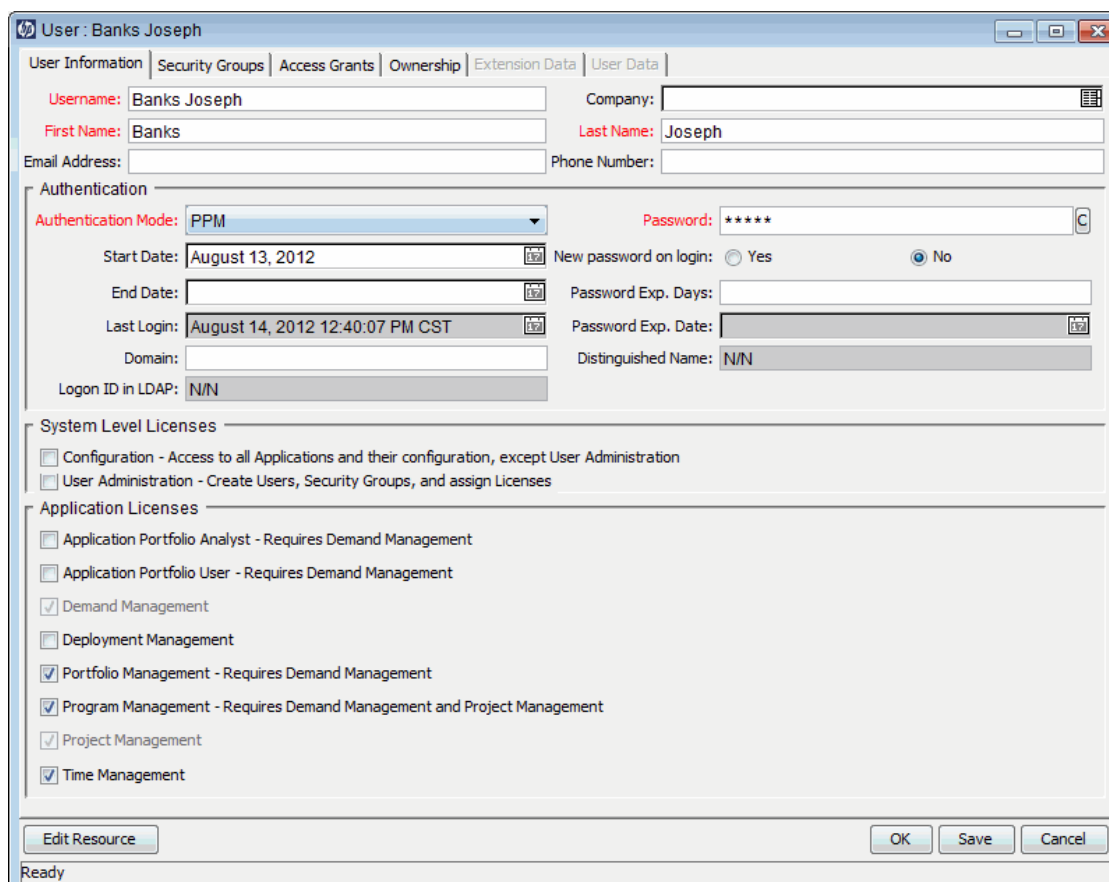 User : Banks Joseph
User Information Security Groups Access Grants Ownership Extension Data User Data
Username: Banks Joseph Company:
First Name: Banks Last Name: Joseph
Email Address: Phone Number:
Authentication
Authentication Mode: PPM Password: ***** C
Start Date: August 13, 2012 New password on login: Yes No
End Date: Password Exp. Days:
Last Login: August 14, 2012 12:40:07 PM CST Password Exp. Date:
Domain: Distinguished Name: N/N
Logon ID in LDAP: N/N
System Level Licenses
Configuration - Access to all Applications and their configuration, except User Administration
User Administration - Create Users, Security Groups, and assign Licenses
Application Licenses
Application Portfolio Analyst - Requires Demand Management
Application Portfolio User - Requires Demand Management
Demand Management
Deployment Management
Portfolio Management - Requires Demand Management
Program Management - Requires Demand Management and Project Management
Project Management
Time Management
Edit Resource OK Save Cancel
Ready